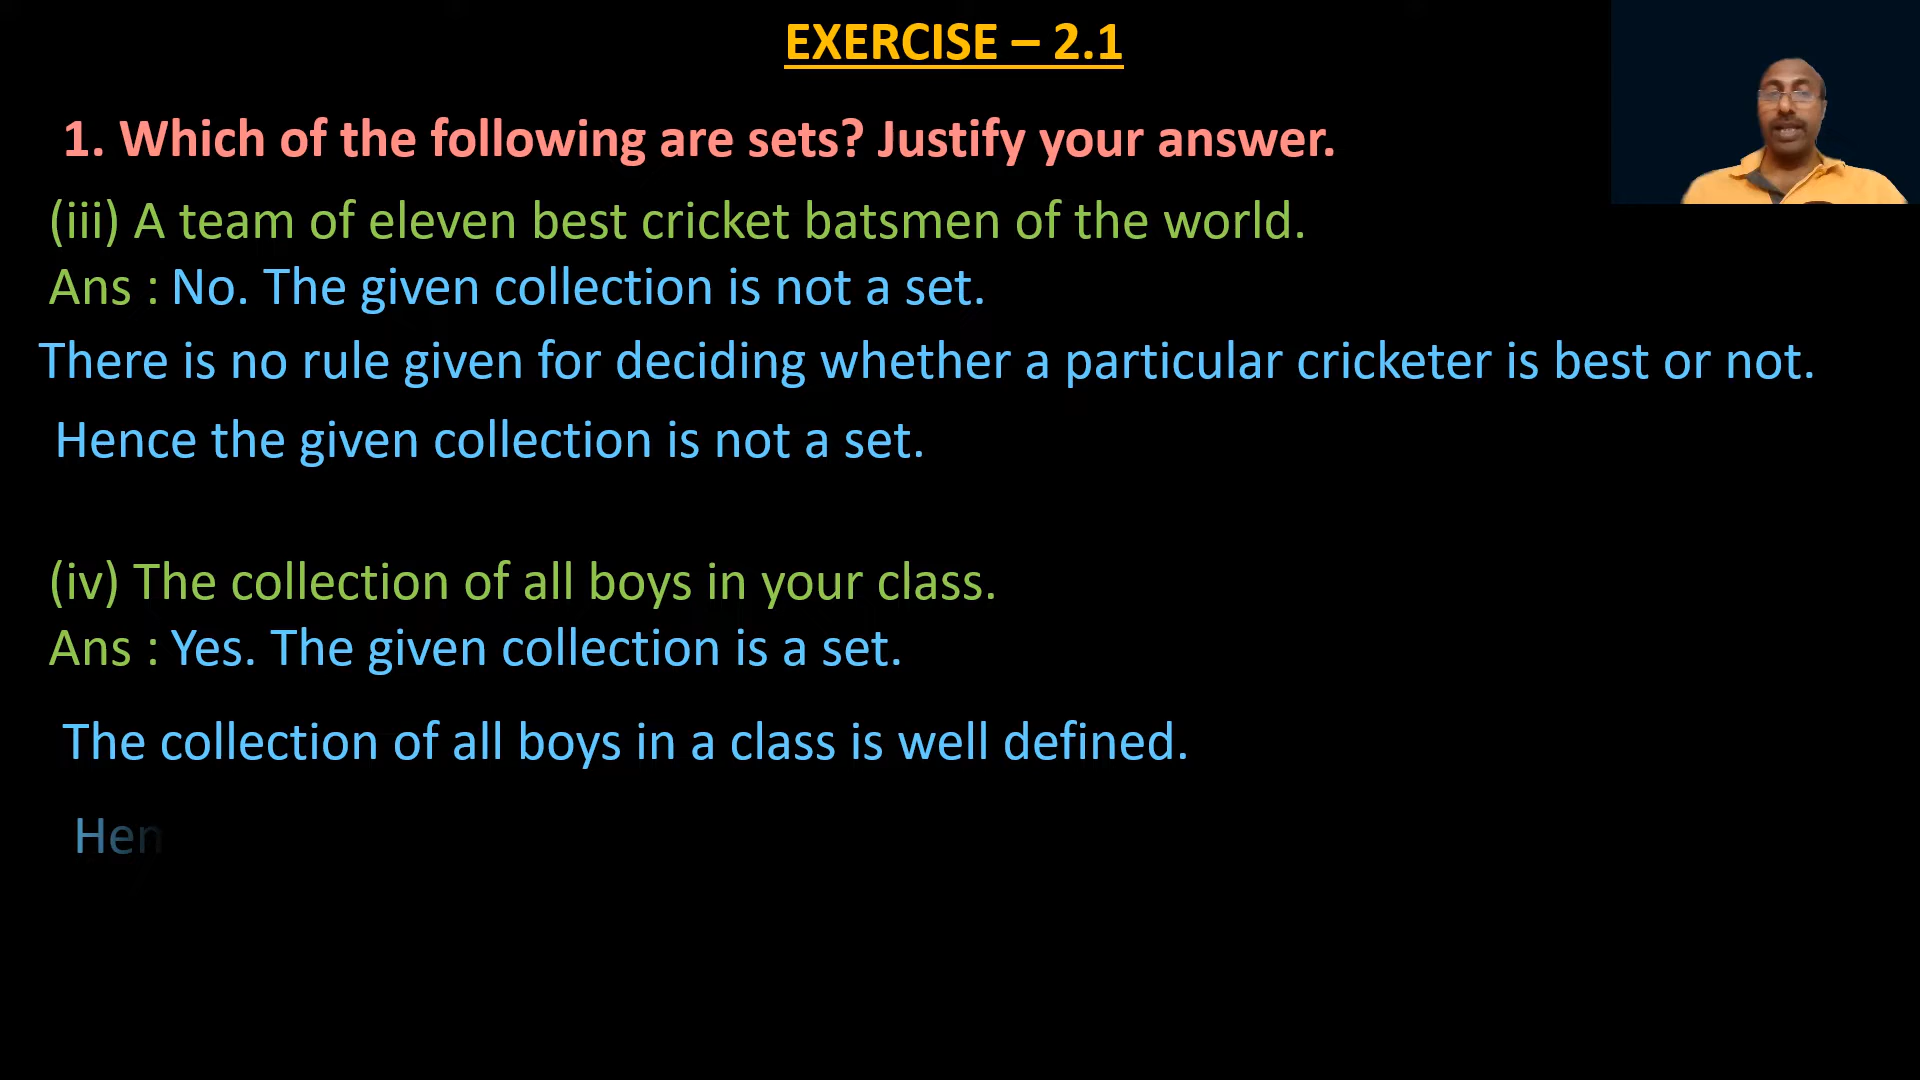 EXERCISE – 2.1
1. Which of the following are sets? Justify your answer.
(iii) A team of eleven best cricket batsmen of the world.
Ans : No. The given collection is not a set.
There is no rule given for deciding whether a particular cricketer is best or not.
Hence the given collection is not a set.
(iv) The collection of all boys in your class.
Ans : Yes. The given collection is a set.
The collection of all boys in a class is well defined.
Hen